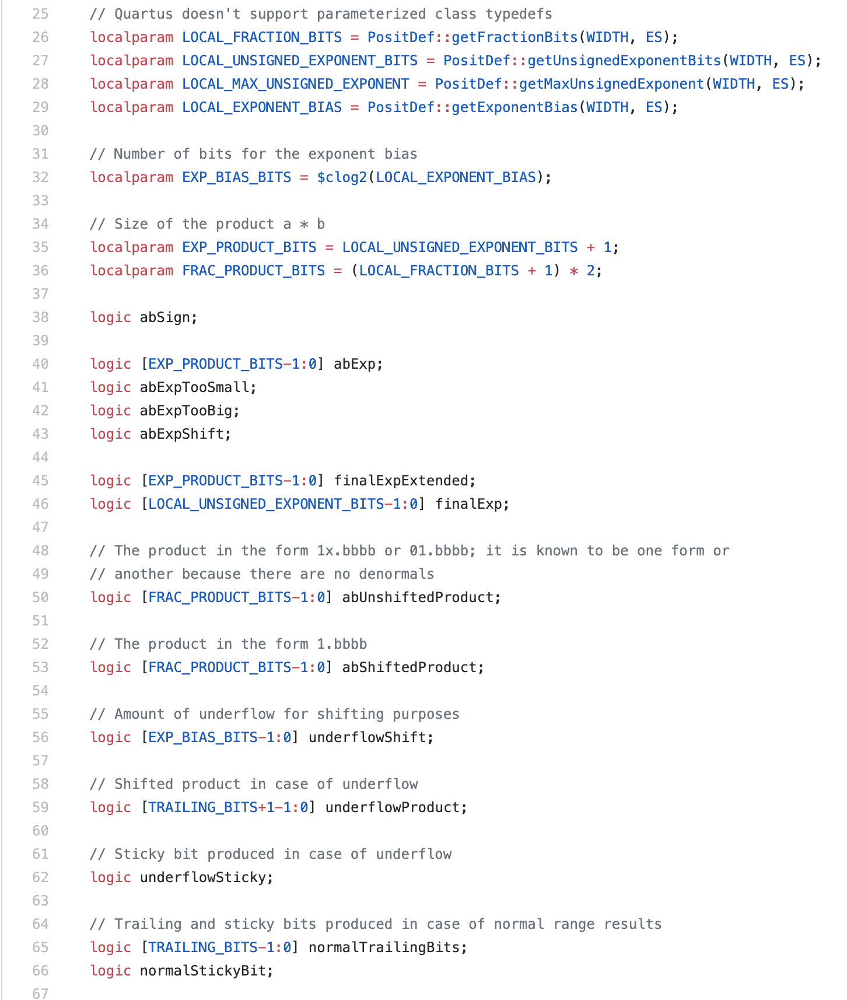 25 // Quartus doesn't support parameterized class typedefs
26 localparam LOCAL_FRACTION_BITS = PositDef::getFractionBits(WIDTH, ES);
27 localparam LOCAL_UNSIGNED_EXPONENT_BITS = PositDef::getUnsignedExponentBits(WIDTH, ES);
28 localparam LOCAL_MAX_UNSIGNED_EXPONENT = PositDef::getMaxUnsignedExponent(WIDTH, ES);
29 localparam LOCAL_EXPONENT_BIAS = PositDef::getExponentBias(WIDTH, ES);
30
31 // Number of bits for the exponent bias
32 localparam EXP_BIAS_BITS = $clog2(LOCAL_EXPONENT_BIAS);
33
34 // Size of the product a * b
35 localparam EXP_PRODUCT_BITS = LOCAL_UNSIGNED_EXPONENT_BITS + 1;
36 localparam FRAC_PRODUCT_BITS = (LOCAL_FRACTION_BITS + 1) * 2;
37
38 logic abSign;
39
40 logic [EXP_PRODUCT_BITS-1:0] abExp;
41 logic abExpTooSmall;
42 logic abExpTooBig;
43 logic abExpShift;
44
45 logic [EXP_PRODUCT_BITS-1:0] finalExpExtended;
46 logic [LOCAL_UNSIGNED_EXPONENT_BITS-1:0] finalExp;
47
48 // The product in the form 1x.bbbb or 01.bbbb; it is known to be one form or
49 // another because there are no denormals
50 logic [FRAC_PRODUCT_BITS-1:0] abUnshiftedProduct;
51
52 // The product in the form 1.bbbb
53 logic [FRAC_PRODUCT_BITS-1:0] abShiftedProduct;
54
55 // Amount of underflow for shifting purposes
56 logic [EXP_BIAS_BITS-1:0] underflowShift;
57
58 // Shifted product in case of underflow
59 logic [TRAILING_BITS+1-1:0] underflowProduct;
60
61 // Sticky bit produced in case of underflow
62 logic underflowSticky;
63
64 // Trailing and sticky bits produced in case of normal range results
65 logic [TRAILING_BITS-1:0] normalTrailingBits;
66 logic normalStickyBit;
67